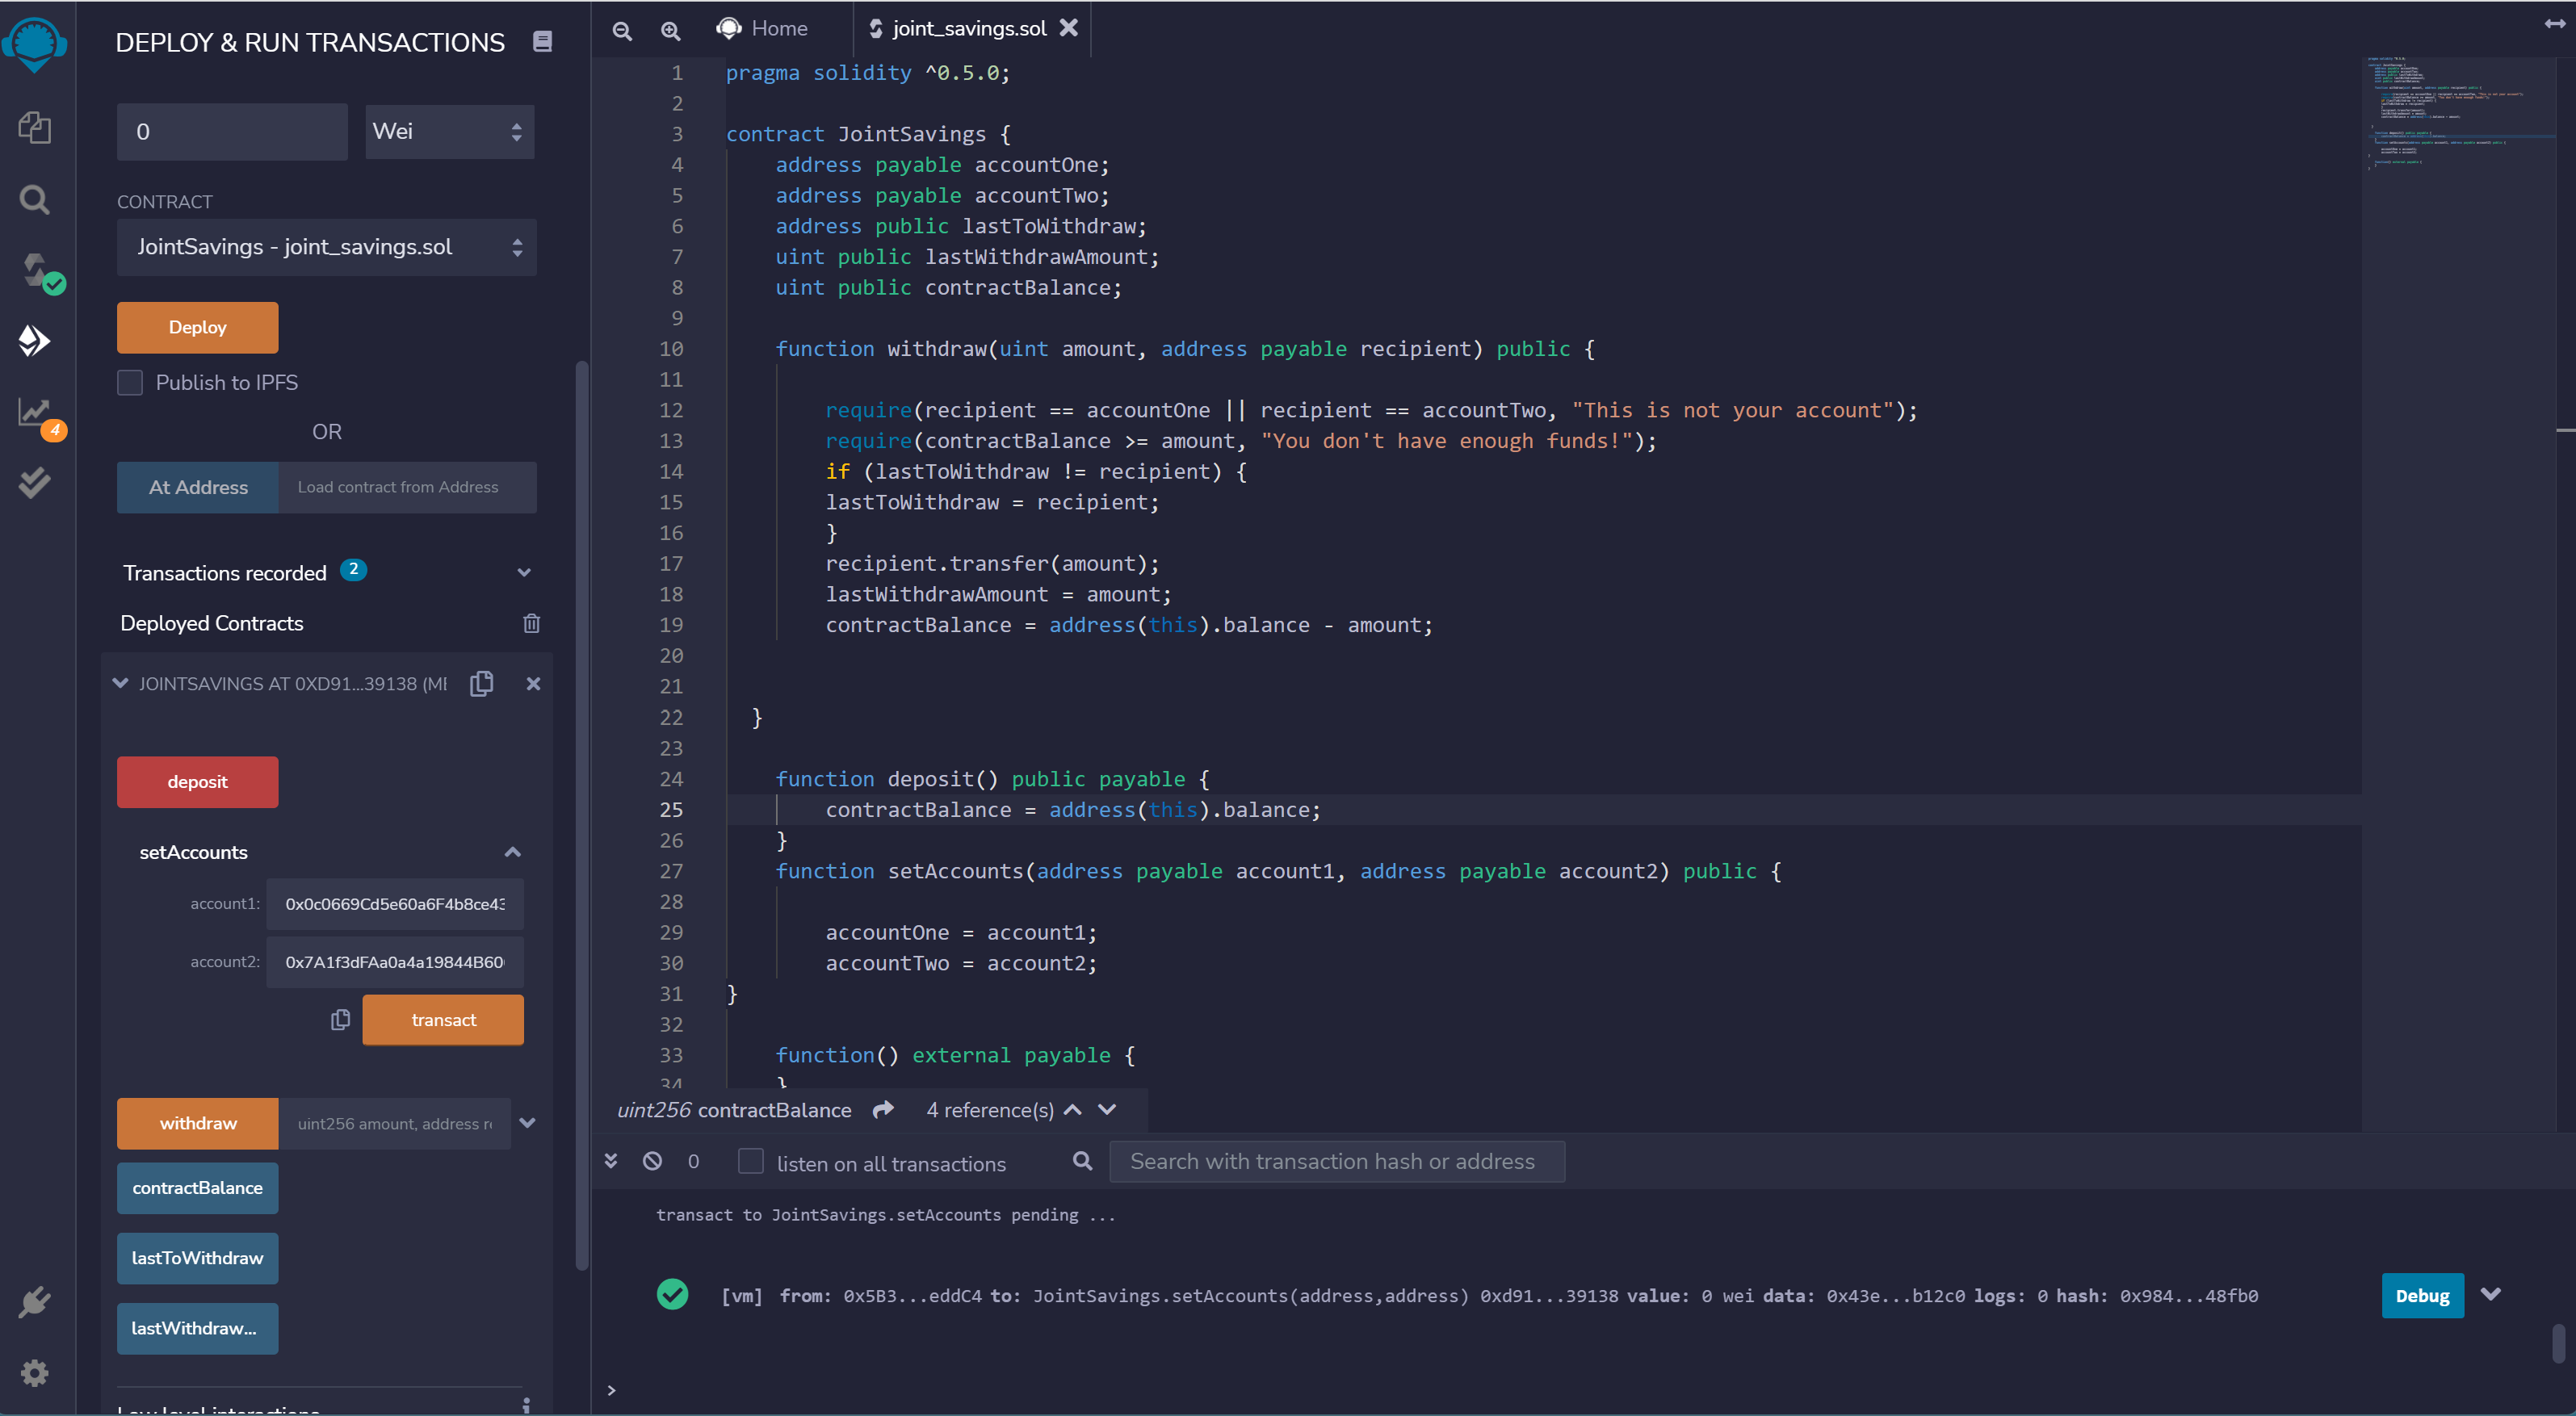 DEPLOY & RUN TRANSACTIONS
0
Wei
CONTRACT
JointSavings - joint_savings.sol
Deploy
Publish to IPFS
4
OR
At Address
Load contract from Address
Transactions recorded 2
Deployed Contracts
JOINTSAVINGS AT 0XD91...39138 (ME
deposit
setAccounts
account1: 0x0c0669Cd5e60a6F4b8ce43
account2: 0x7A1f3dFAa0a4a19844B60
transact
withdraw
uint256 amount, address re
contractBalance
lastToWithdraw
lastWithdraw...
Low level interactions
Home
joint_savings.sol
1 pragma solidity ^0.5.0;
2
3 contract JointSavings {
4 address payable accountOne;
5 address payable accountTwo;
6 address public lastToWithdraw;
7 uint public lastWithdrawAmount;
8 uint public contractBalance;
9
10 function withdraw(uint amount, address payable recipient) public {
11
12 require(recipient == accountOne || recipient == accountTwo, "This is not your account");
13 require(contractBalance >= amount, "You don't have enough funds!");
14 if (lastToWithdraw != recipient) {
15 lastToWithdraw = recipient;
16 }
17 recipient.transfer(amount);
18 lastWithdrawAmount = amount;
19 contractBalance = address(this).balance - amount;
20
21
22 }
23
24 function deposit() public payable {
25 contractBalance = address(this).balance;
26 }
27 function setAccounts(address payable account1, address payable account2) public {
28
29 accountOne = account1;
30 accountTwo = account2;
31 }
32
33 function() external payable {
34 }
uint256 contractBalance 4 reference(s)
0 listen on all transactions
Search with transaction hash or address
transact to JointSavings.setAccounts pending ...
[vm] from: 0x5B3...eddC4 to: JointSavings.setAccounts(address,address) 0xd91...39138 value: 0 wei data: 0x43e...b12c0 logs: 0 hash: 0x984...48fb0
Debug
>